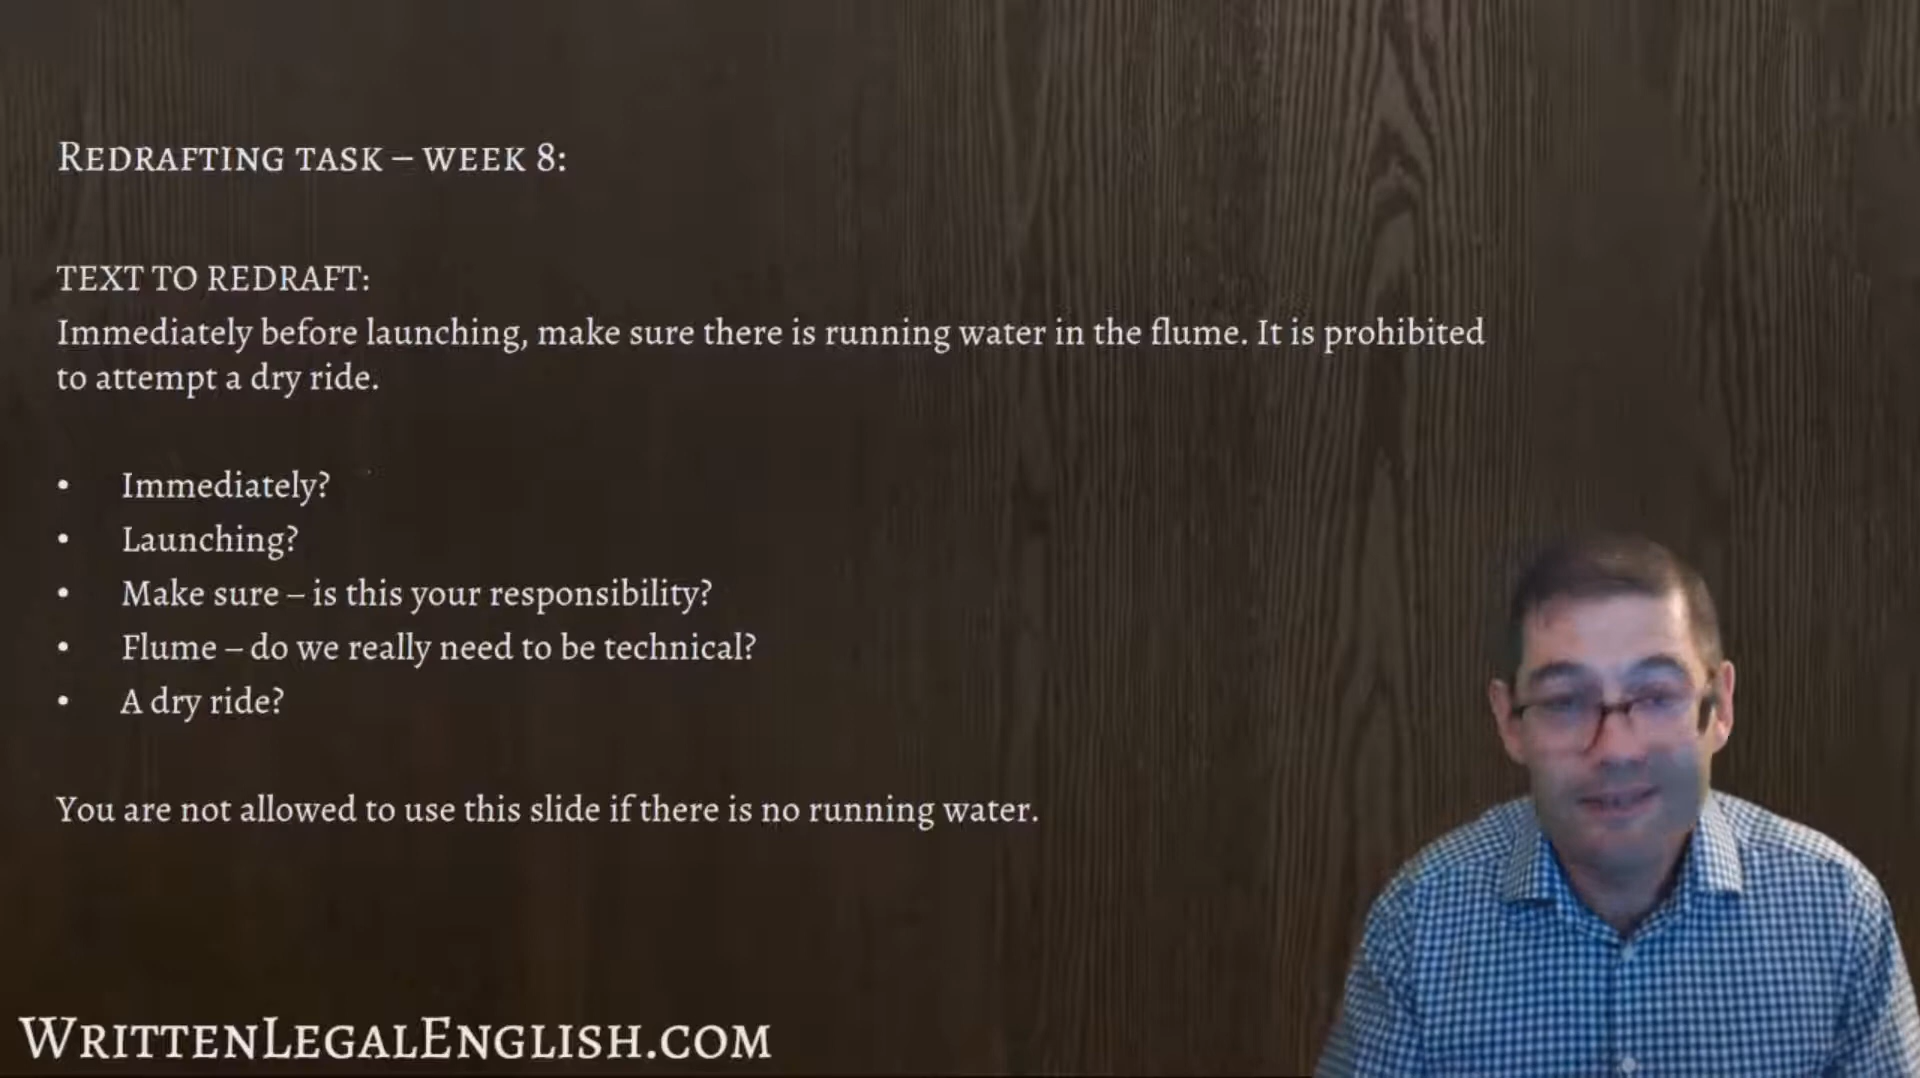 Redrafting task – week 8:
TEXT TO REDRAFT:
Immediately before launching, make sure there is running water in the flume. It is prohibited
to attempt a dry ride.
• Immediately?
• Launching?
• Make sure – is this your responsibility?
• Flume – do we really need to be technical?
• A dry ride?
You are not allowed to use this slide if there is no running water.
WrittenLegalEnglish.com